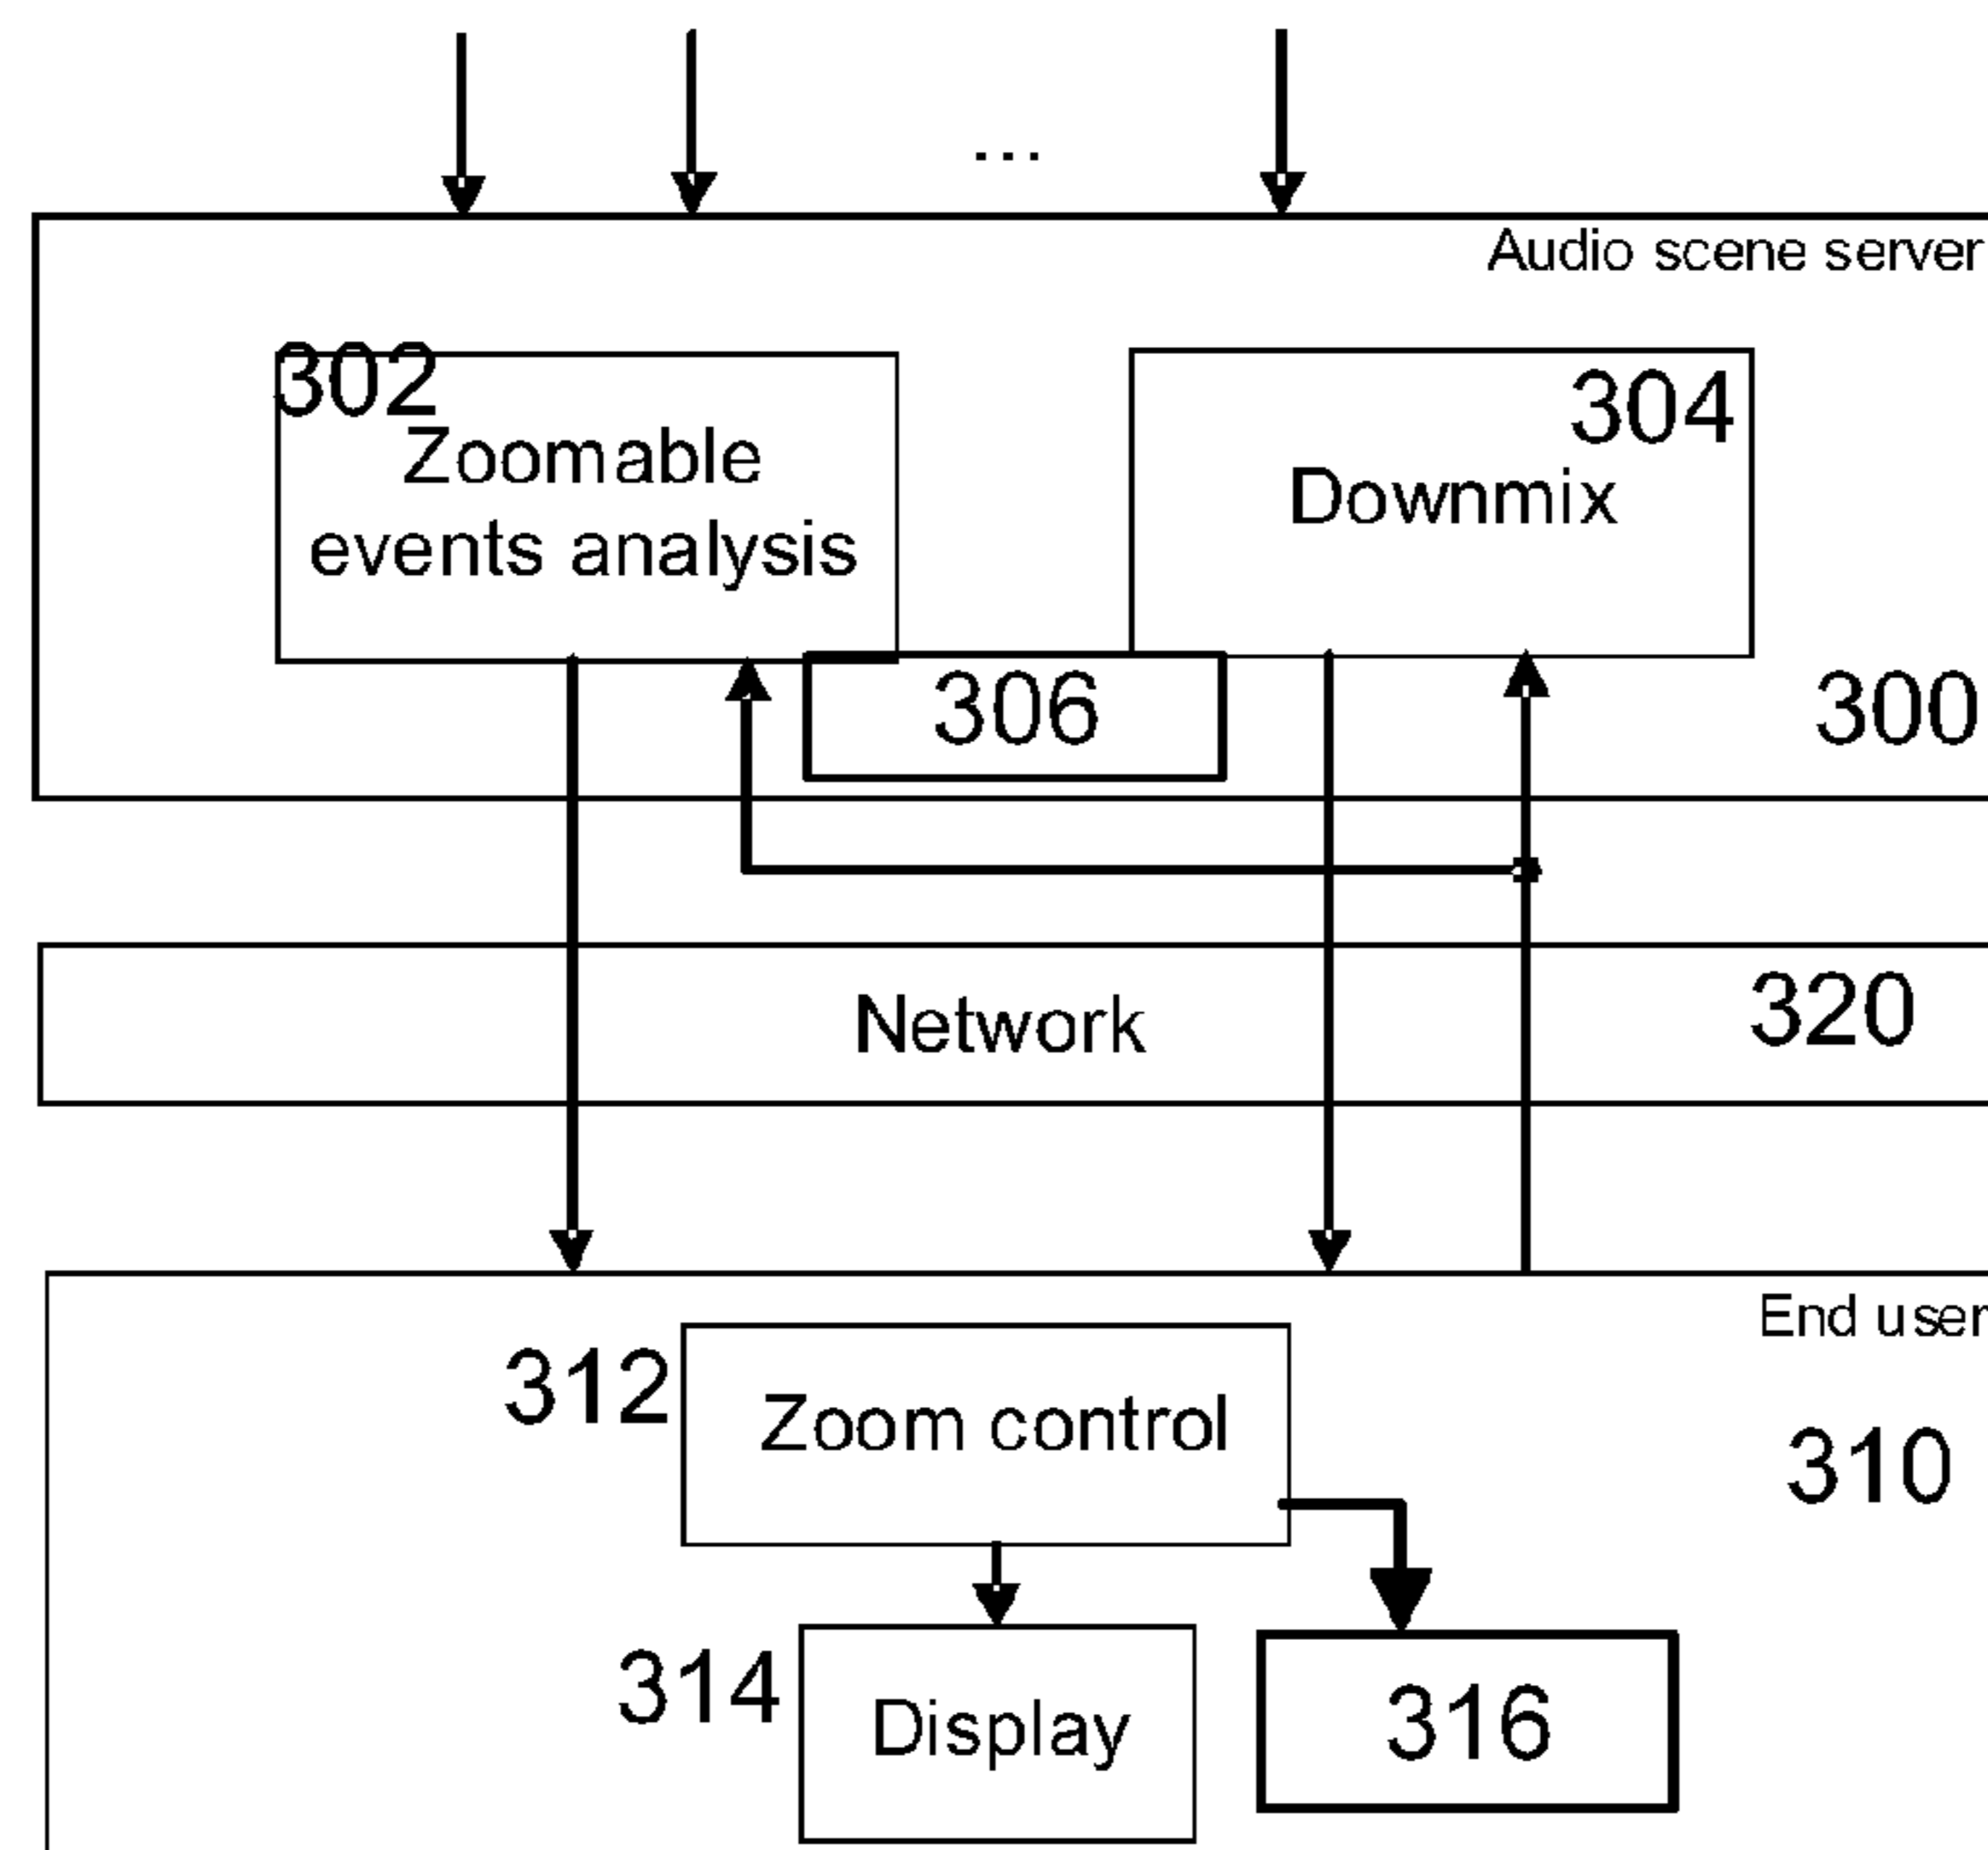 ...
Audio scene server
302
Zoomable
events analysis
304
Downmix
306
300
Network
320
End user
312
Zoom control
310
314
Display
316